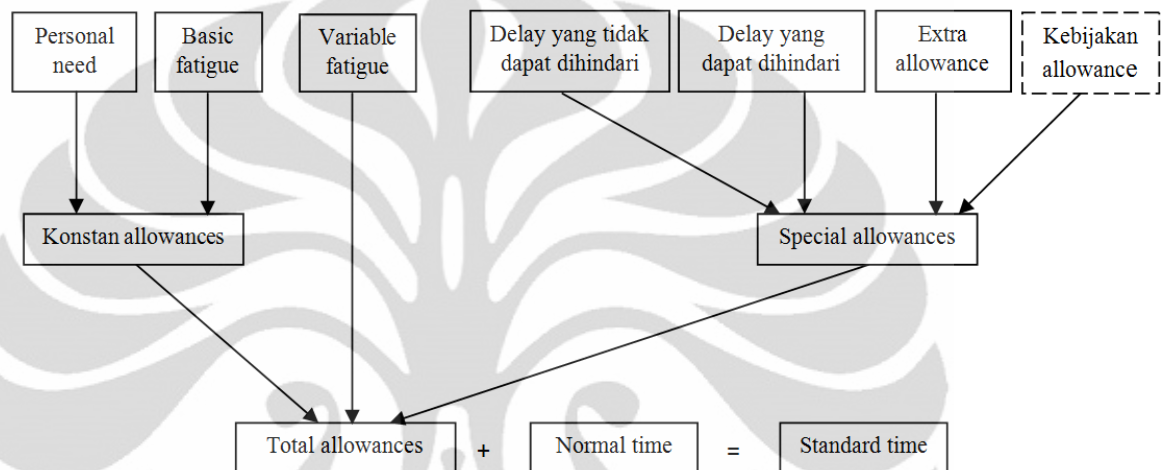 Personal
need
Basic
fatigue
Variable
fatigue
Delay yang tidak
dapat dihindari
Delay yang
dapat dihindari
Extra
allowance
Kebijakan
allowance
Konstan allowances
Special allowances
Total allowances + Normal time = Standard time